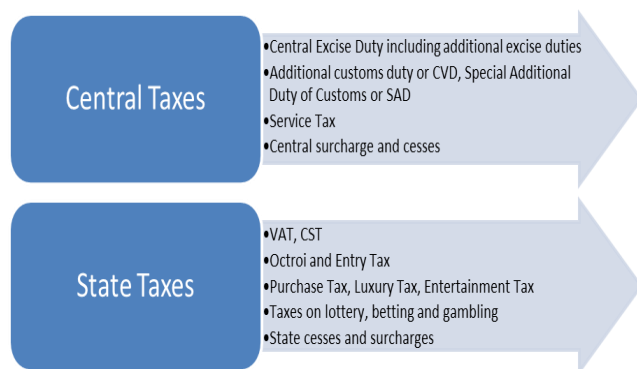 Central Taxes
•Central Excise Duty including additional excise duties
•Additional customs duty or CVD, Special Additional
Duty of Customs or SAD
•Service Tax
•Central surcharge and cesses
State Taxes
•VAT, CST
•Octroi and Entry Tax
•Purchase Tax, Luxury Tax, Entertainment Tax
•Taxes on lottery, betting and gambling
•State cesses and surcharges